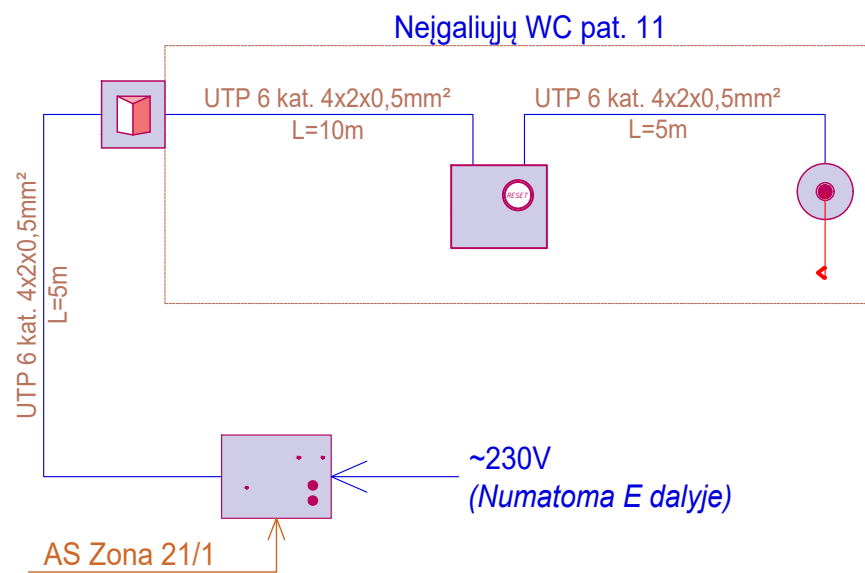 Neįgaliųjų WC pat. 11
UTP 6 kat. 4x2x0,5mm²
L=10m
UTP 6 kat. 4x2x0,5mm²
L=5m
RESET
UTP 6 kat. 4x2x0,5mm²
L=5m
~230V
(Numatoma E dalyje)
AS Zona 21/1